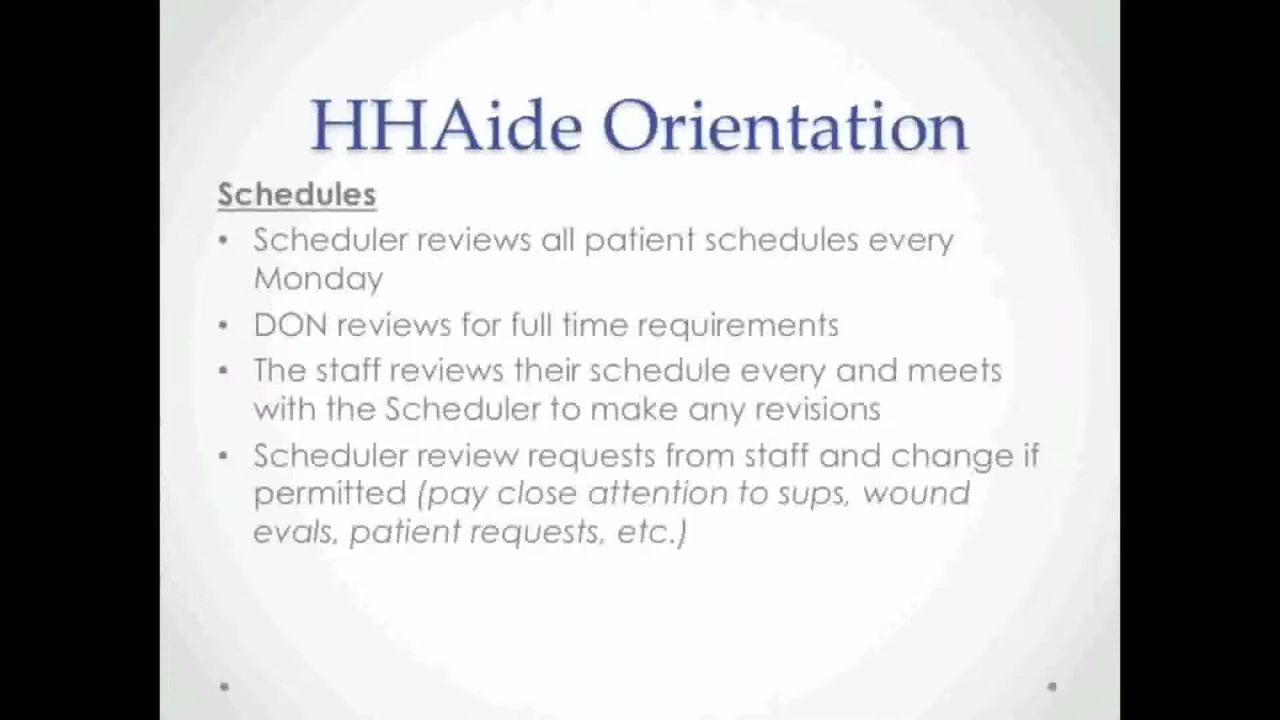 HHAide Orientation
Schedules
• Scheduler reviews all patient schedules every
Monday
• DON reviews for full time requirements
• The staff reviews their schedule every and meets
with the Scheduler to make any revisions
• Scheduler review requests from staff and change if
permitted (pay close attention to sups, wound
evals, patient requests, etc.)